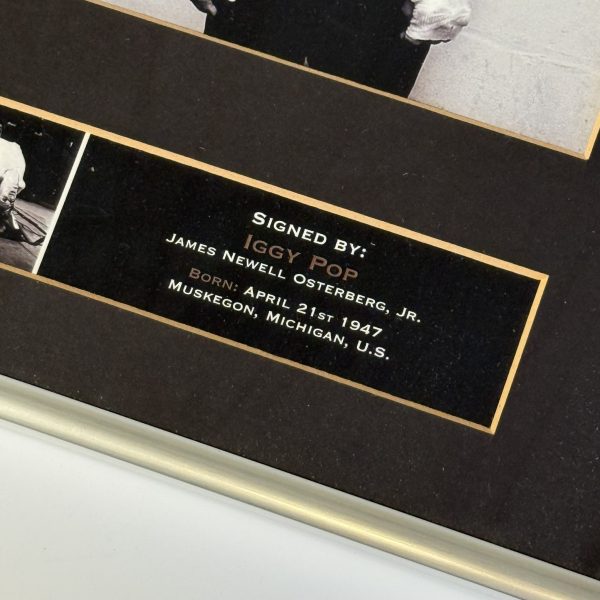 SIGNED BY:
IGGY POP
JAMES NEWELL OSTERBERG, JR.
BORN: APRIL 21ST 1947
MUSKEGON, MICHIGAN, U.S.